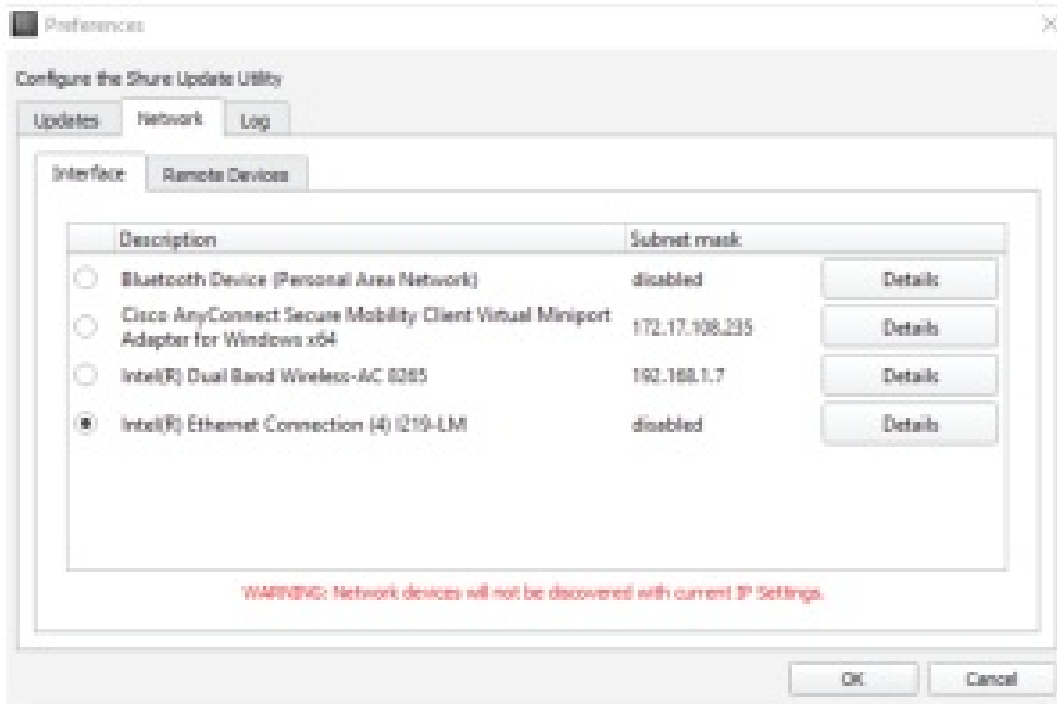 Preferences
Configure the Shure Update Utility
Updates Network Log
Interface Remote Devices
Description Subnet mask
Bluetooth Device (Personal Area Network) disabled Details
Cisco AnyConnect Secure Mobility Client Virtual Miniport
Adapter for Windows x64 172.17.108.235 Details
Intel(R) Dual Band Wireless-AC 8265 192.168.1.7 Details
Intel(R) Ethernet Connection (4) I219-LM disabled Details
WARNING: Network devices will not be discovered with current IP Settings.
OK Cancel